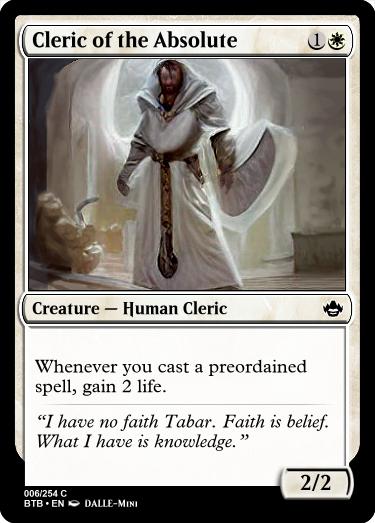 Cleric of the Absolute 1
Creature — Human Cleric
Whenever you cast a preordained
spell, gain 2 life.
“I have no faith Tabar. Faith is belief.
What I have is knowledge.”
2/2
006/254 C
BTB • EN DALLE-Mini